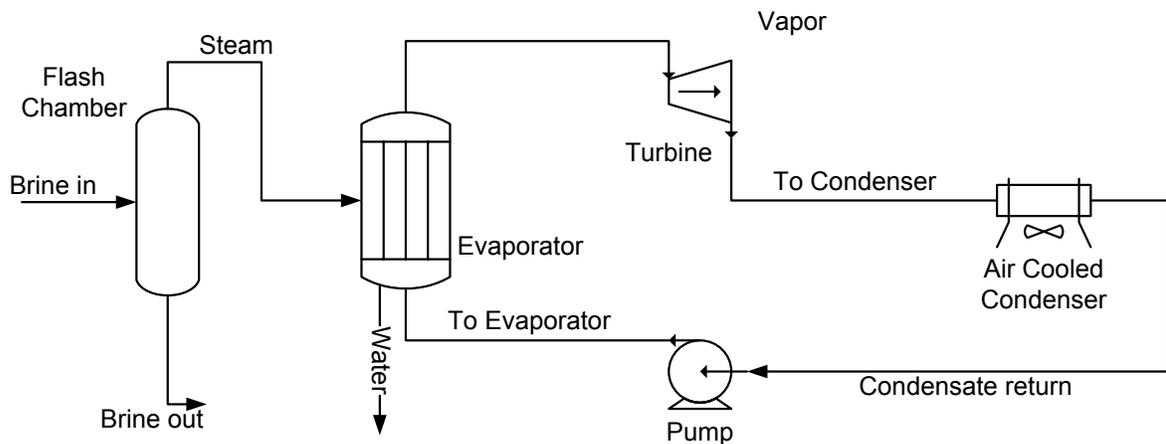 Vapor
Steam
Flash
Chamber
Turbine
Brine in
To Condenser
Evaporator
Air Cooled
Condenser
To Evaporator
Water
Condensate return
Brine out
Pump